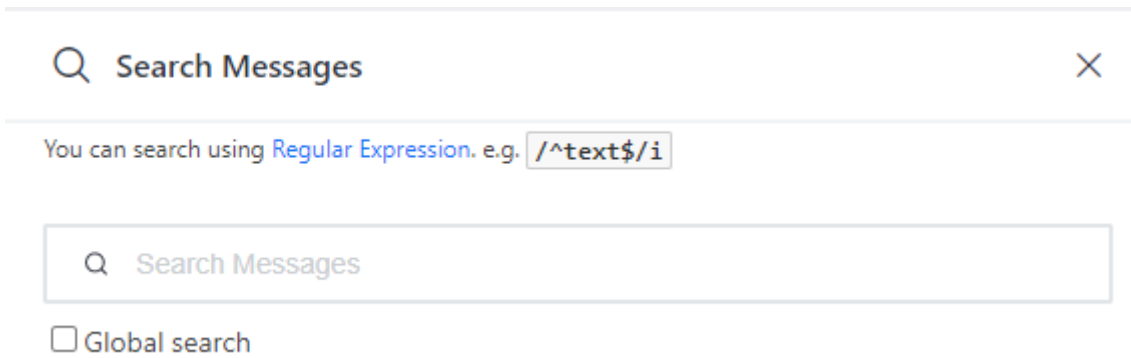 Search Messages
You can search using Regular Expression. e.g. /^text$/i
Search Messages
Global search